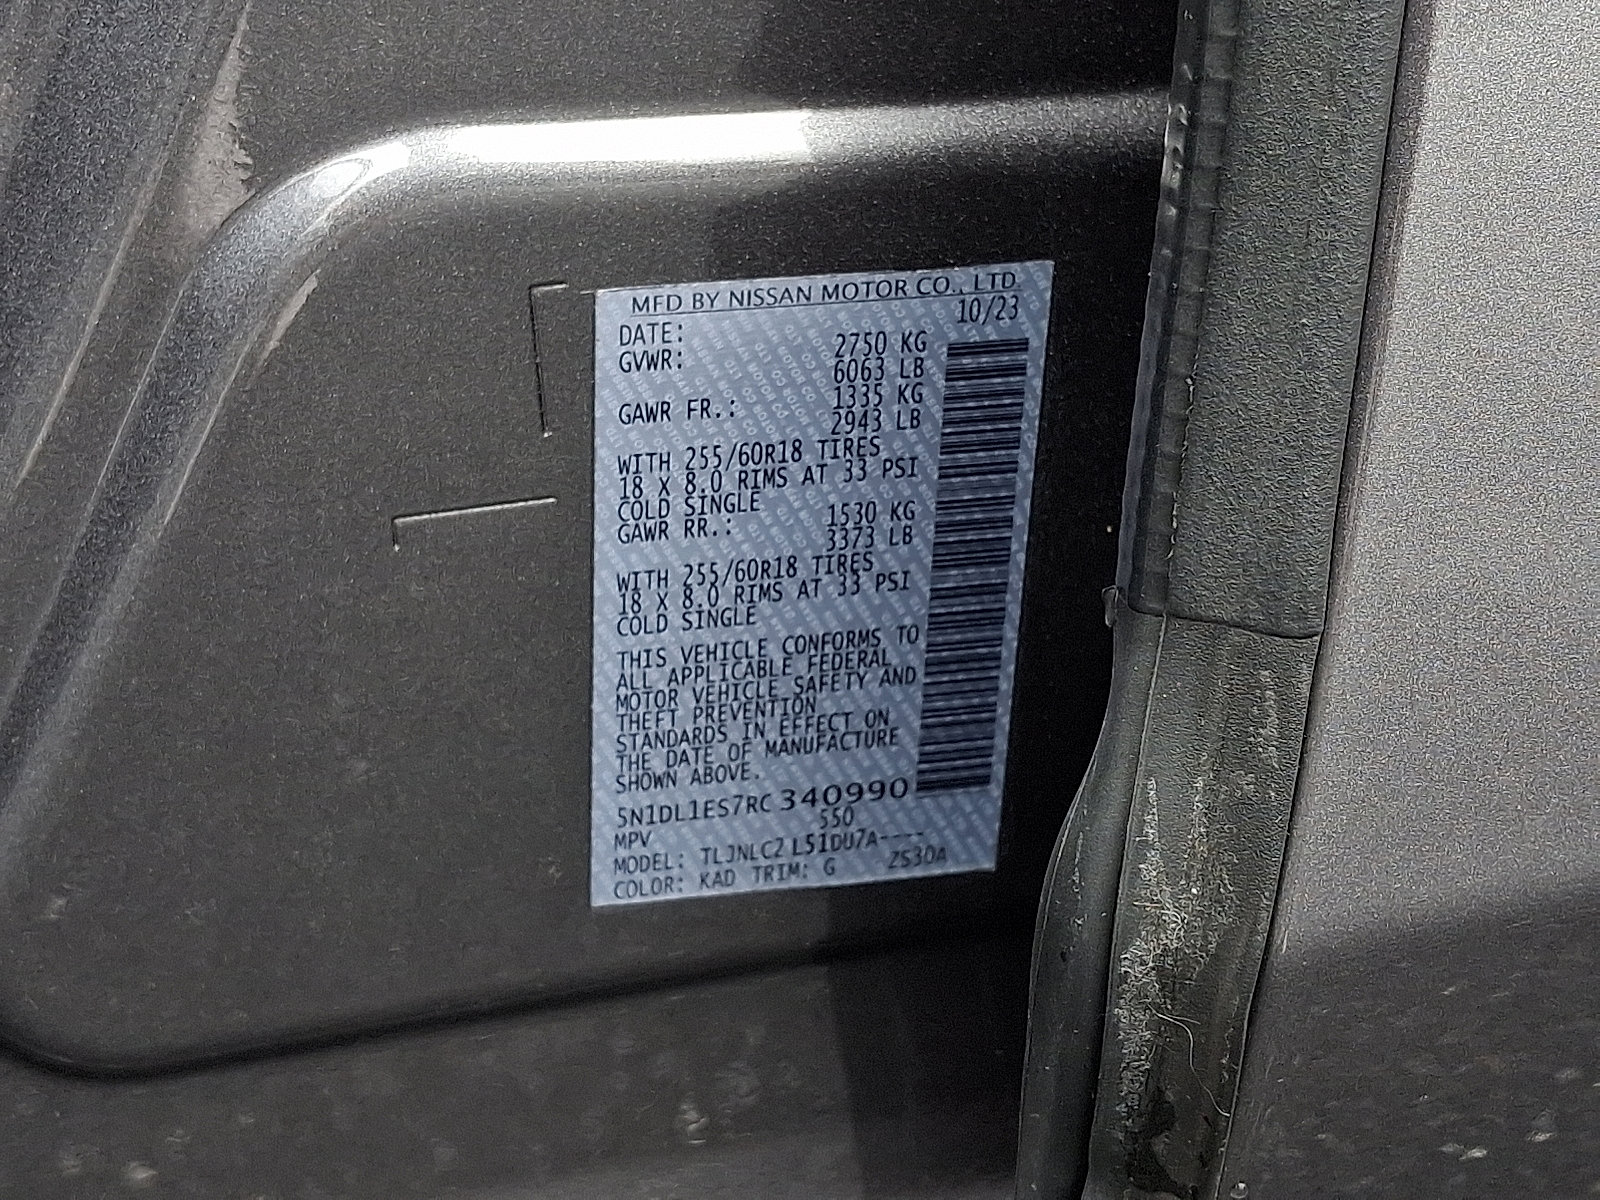 MFD BY NISSAN MOTOR CO., LTD.
DATE: 10/23
GVWR: 2750 KG
6063 LB
GAWR FR.: 1335 KG
2943 LB
WITH 255/60R18 TIRES
18 X 8.0 RIMS AT 33 PSI
COLD SINGLE
GAWR RR.: 1530 KG
3373 LB
WITH 255/60R18 TIRES
18 X 8.0 RIMS AT 33 PSI
COLD SINGLE
THIS VEHICLE CONFORMS TO
ALL APPLICABLE FEDERAL
MOTOR VEHICLE SAFETY AND
THEFT PREVENTION
STANDARDS IN EFFECT ON
THE DATE OF MANUFACTURE
SHOWN ABOVE.
5N1DL1ES7RC 340990
MPV 550
MODEL: TLJNLC2 L51DU7A----
COLOR: KAD TRIM: G ZS30A